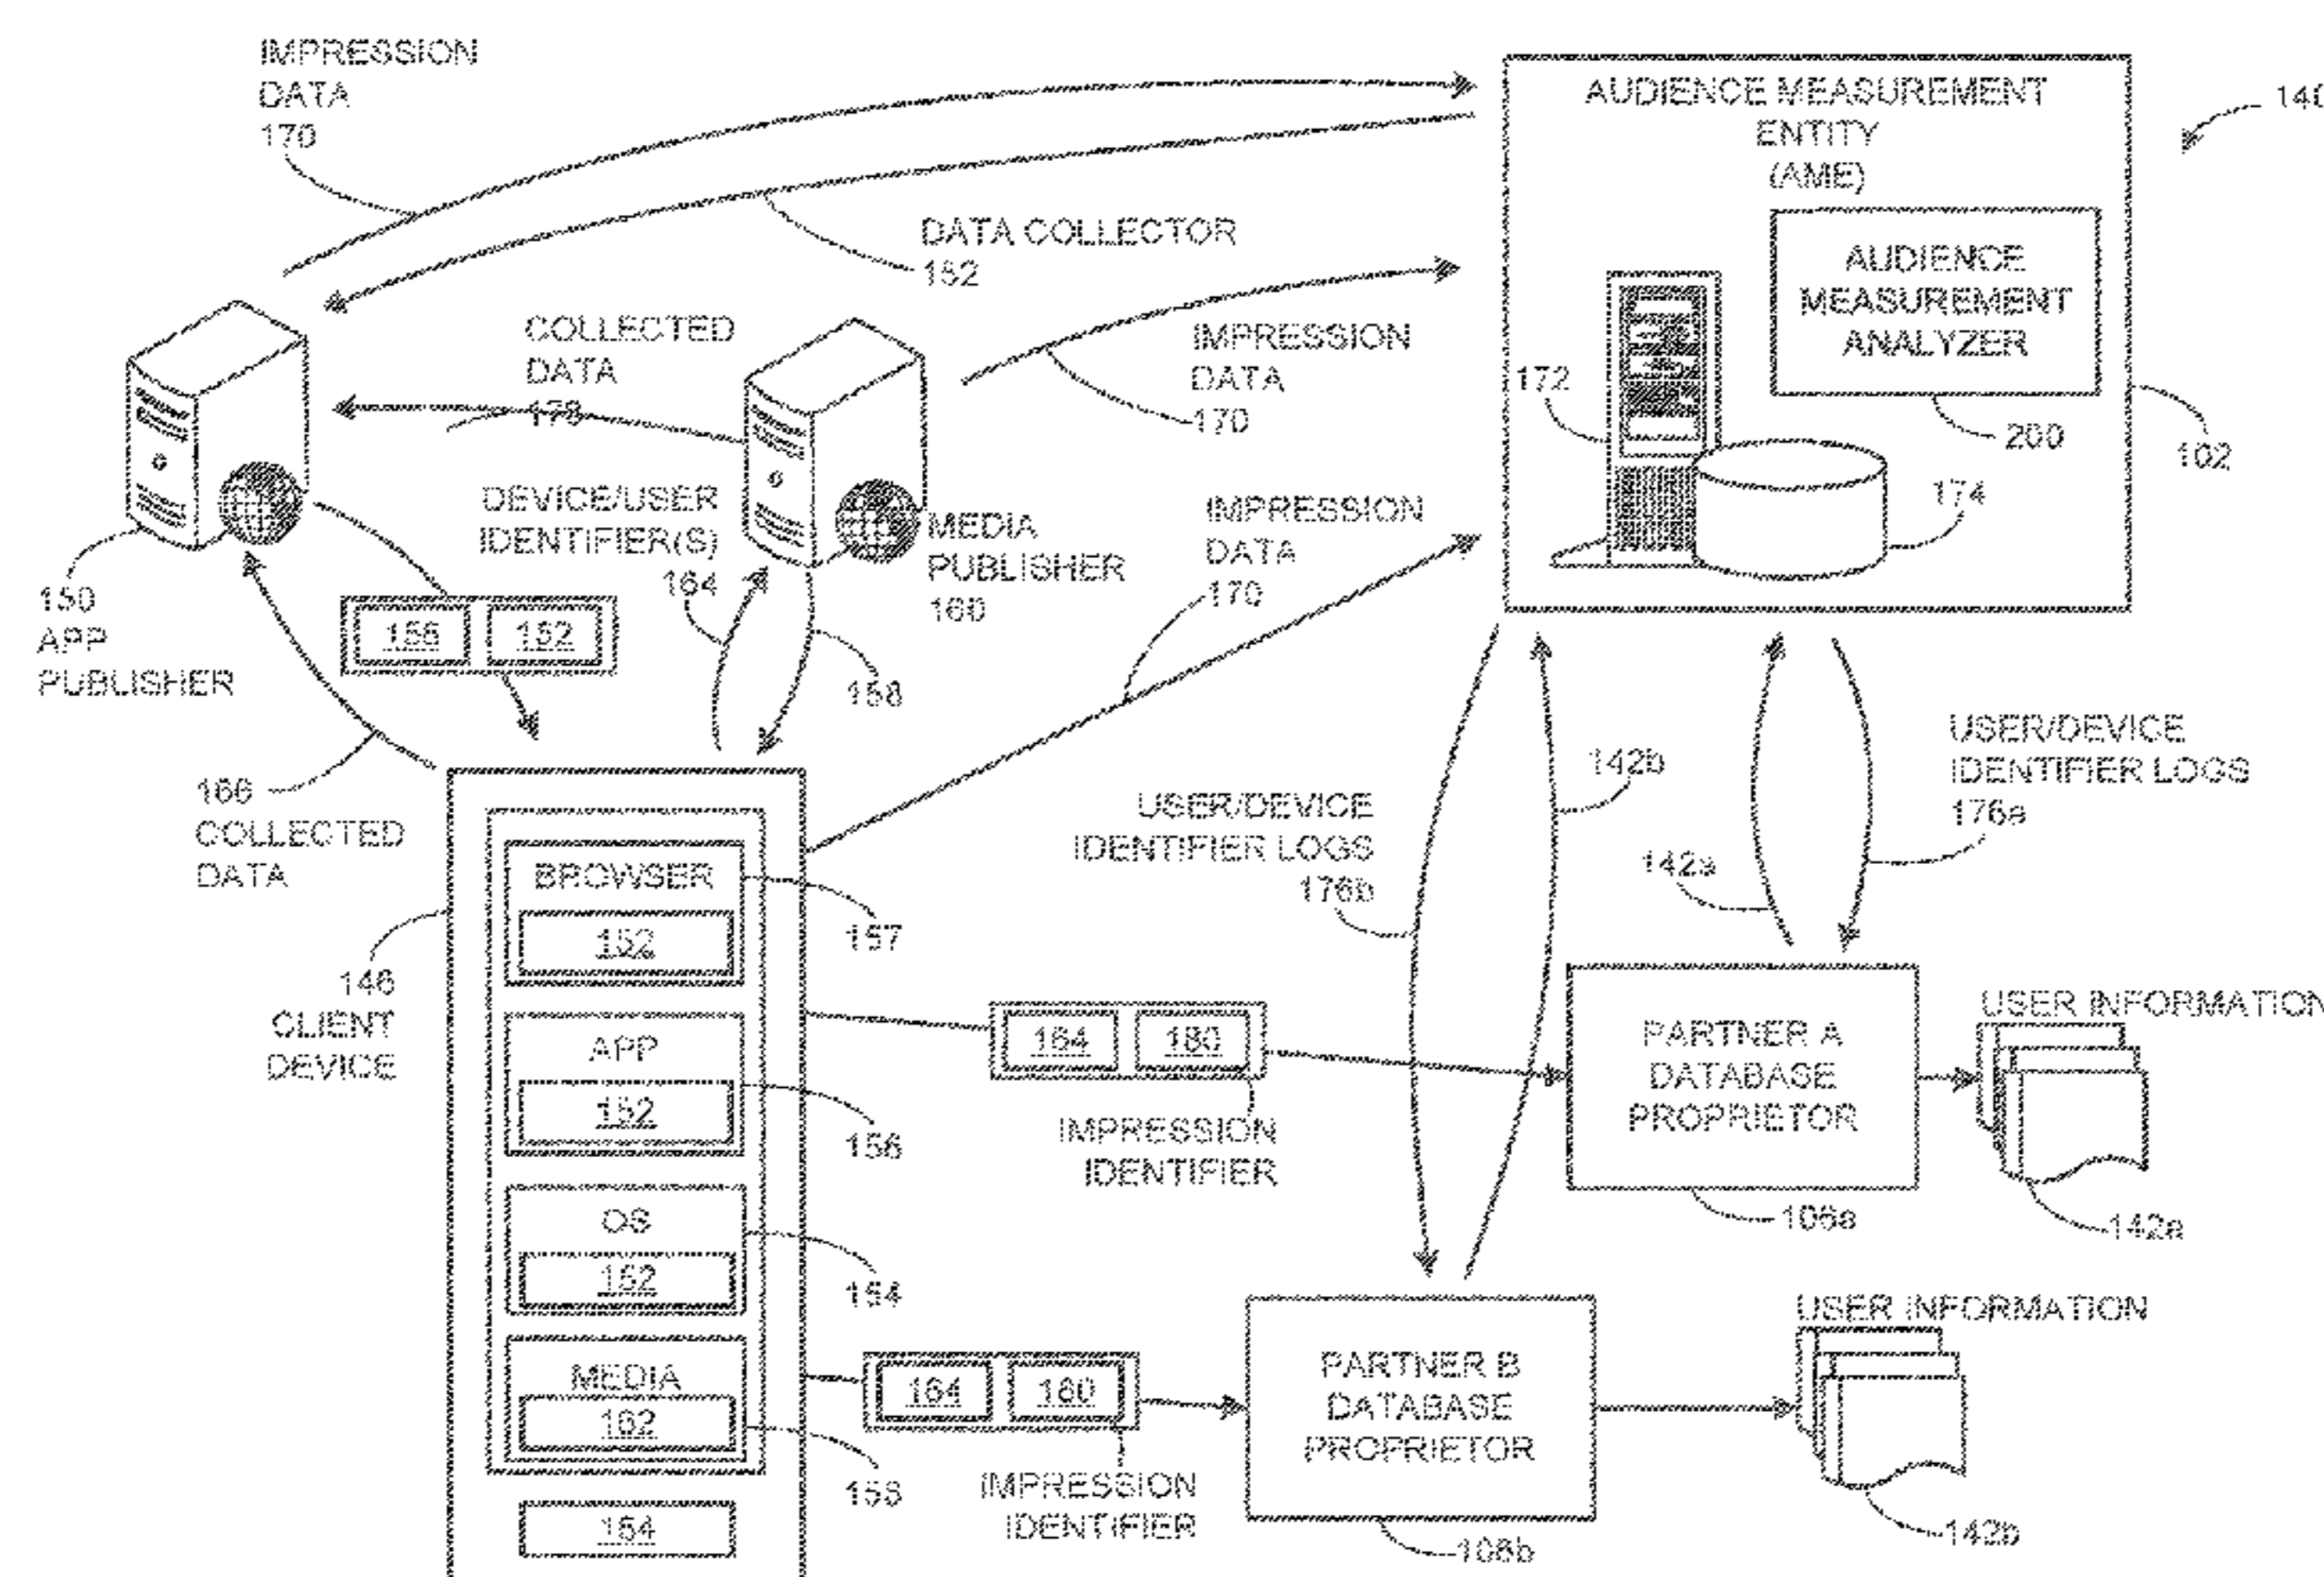 IMPRESSION
DATA
170
AUDIENCE MEASUREMENT
ENTITY
(AME)
DATA COLLECTOR
152
AUDIENCE
MEASUREMENT
ANALYZER
COLLECTED
DATA
IMPRESSION
DATA
170
172
200
102
174
DEVICE/USER
IDENTIFIER(S)
164
MEDIA
PUBLISHER
160
IMPRESSION
DATA
170
150
APP
PUBLISHER
156
152
158
166
COLLECTED
DATA
142b
USER/DEVICE
IDENTIFIER LOGS
176a
USER/DEVICE
IDENTIFIER LOGS
176b
142a
BROWSER
152
157
146
CLIENT
DEVICE
APP
152
156
164
180
IMPRESSION
IDENTIFIER
PARTNER A
DATABASE
PROPRIETOR
USER INFORMATION
142a
OS
152
154
MEDIA
162
158
164
180
IMPRESSION
IDENTIFIER
PARTNER B
DATABASE
PROPRIETOR
USER INFORMATION
142b